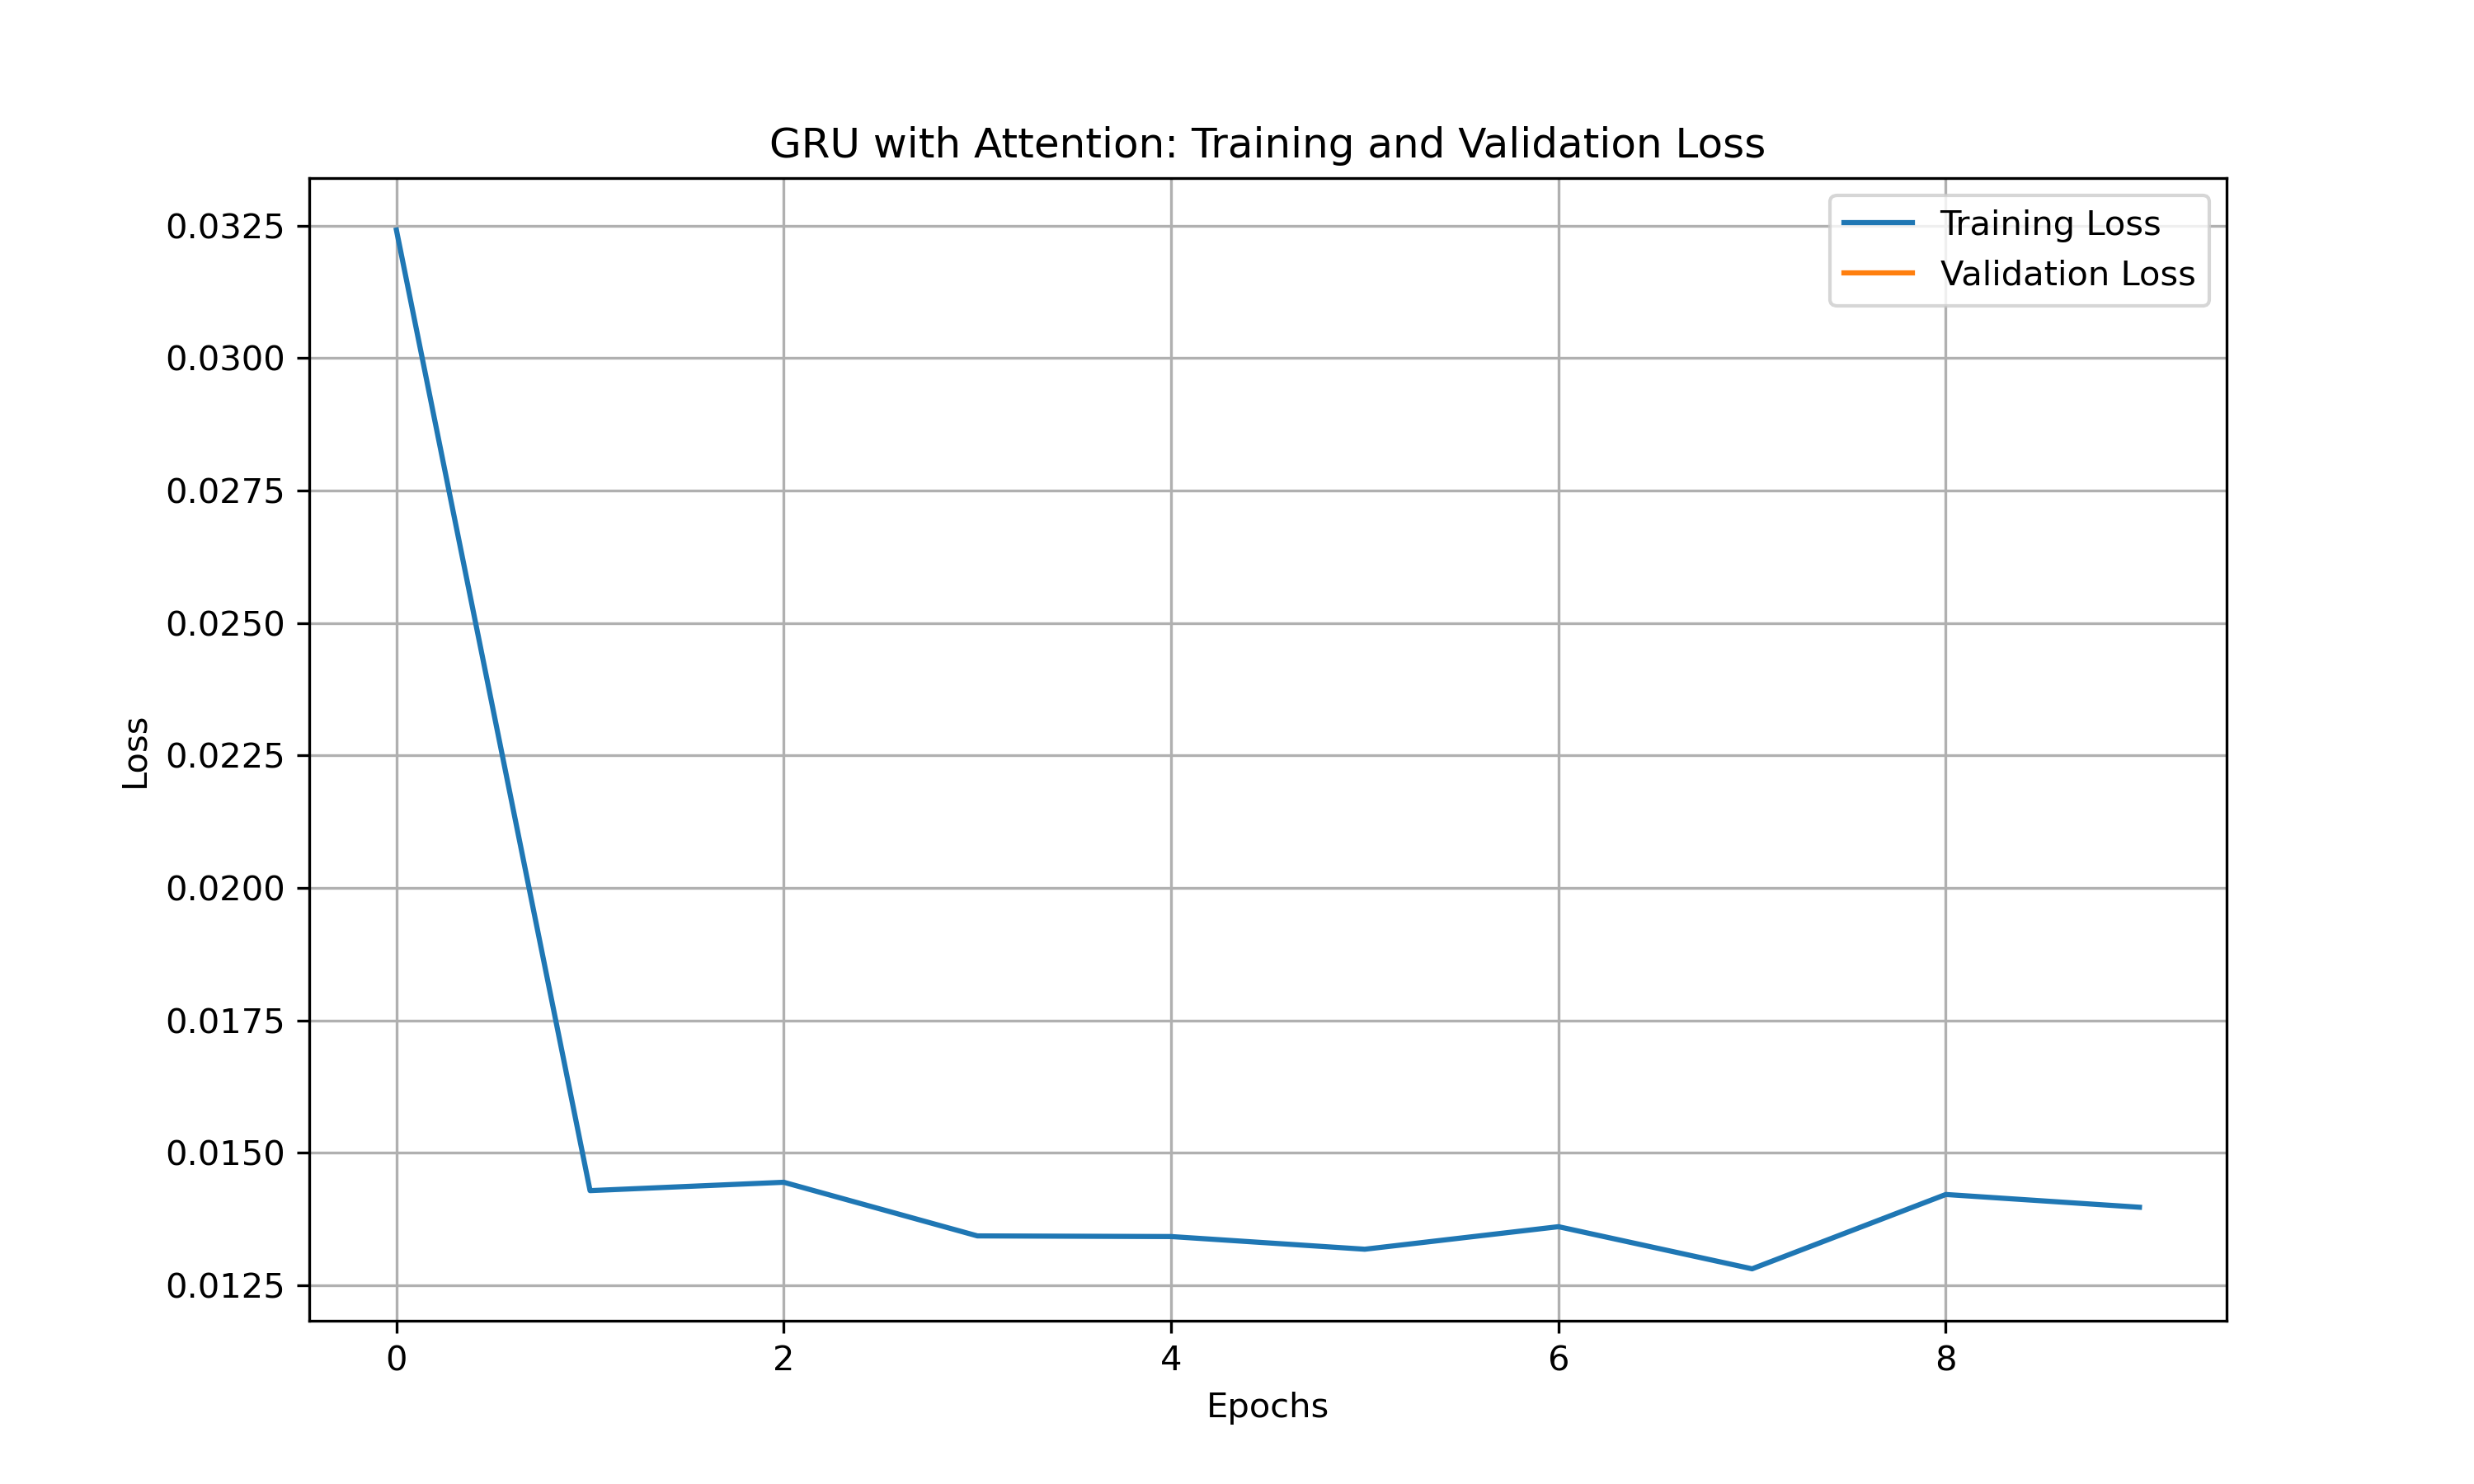 GRU with Attention: Training and Validation Loss
Training Loss
Validation Loss
0.0325
0.0300
0.0275
0.0250
0.0225
0.0200
0.0175
0.0150
0.0125
Loss
0 2 4 6 8
Epochs